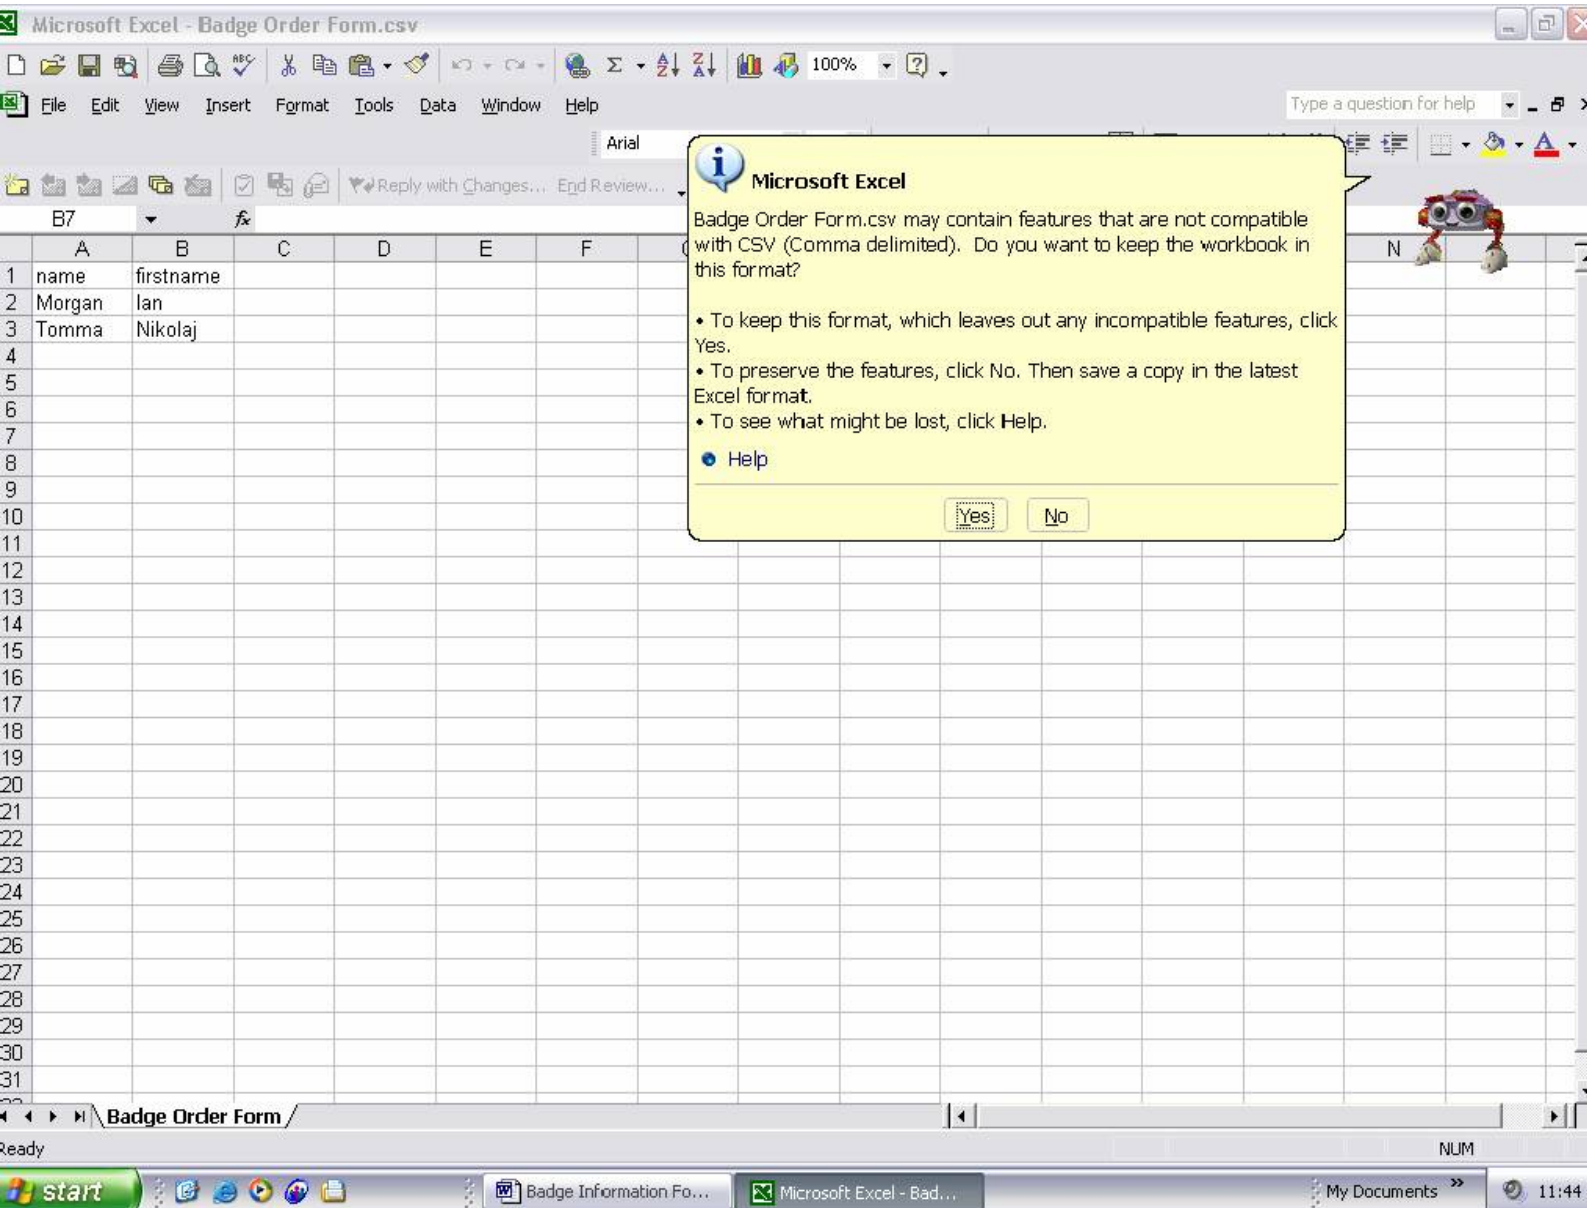 Microsoft Excel - Badge Order Form.csv
ABC
100%
File Edit View Insert Format Tools Data Window Help
Type a question for help
Arial
Reply with Changes... End Review...
B7 fx
A B C D E F N
1 name firstname
2 Morgan Ian
3 Tomma Nikolaj
4
5
6
7
8
9
10
11
12
13
14
15
16
17
18
19
20
21
22
23
24
25
26
27
28
29
30
31
Microsoft Excel
Badge Order Form.csv may contain features that are not compatible
with CSV (Comma delimited). Do you want to keep the workbook in
this format?
• To keep this format, which leaves out any incompatible features, click
Yes.
• To preserve the features, click No. Then save a copy in the latest
Excel format.
• To see what might be lost, click Help.
Help
Yes No
Badge Order Form
Ready NUM
start Badge Information Fo... Microsoft Excel - Bad... My Documents » 11:44